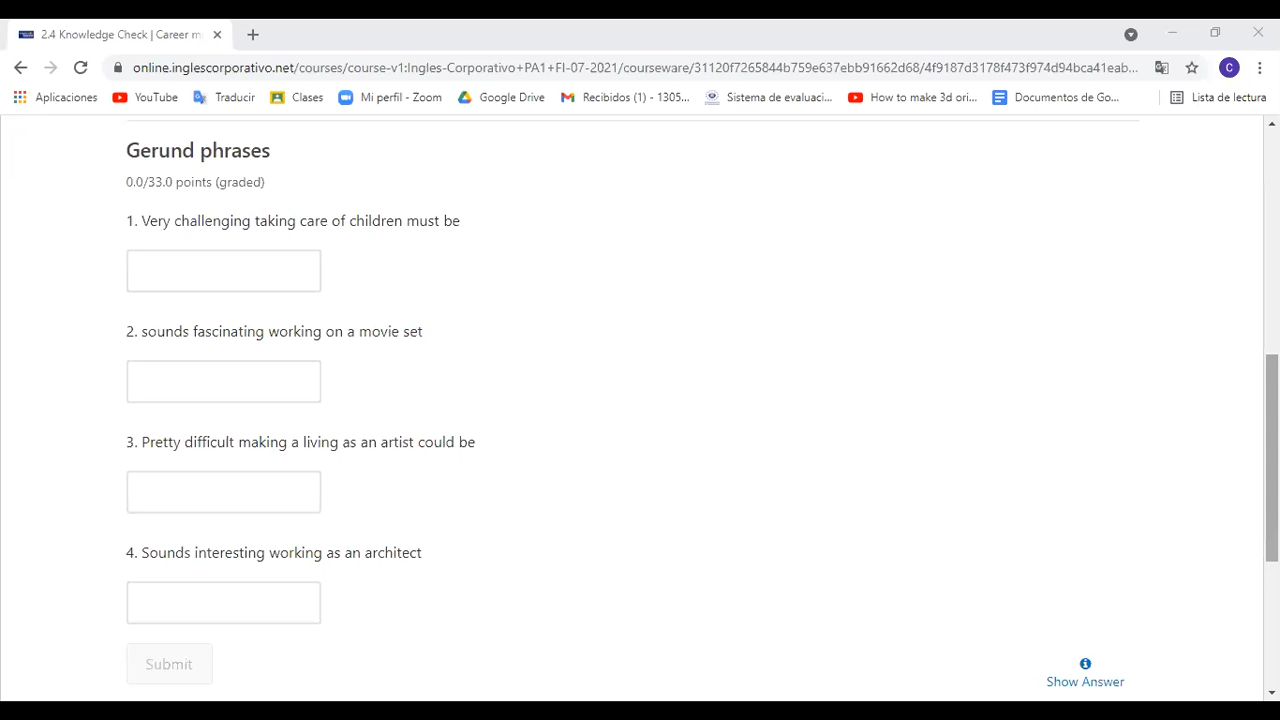 2.4 Knowledge Check | Career m
online.inglescorporativo.net/courses/course-v1:Ingles-Corporativo+PA1+FI-07-2021/courseware/31120f7265844b759e637ebb91662d68/4f9187d3178f473f974d94bca41eab...
C
Aplicaciones YouTube Traducir Clases Mi perfil - Zoom Google Drive Recibidos (1) - 1305... Sistema de evaluaci... How to make 3d ori... Documentos de Go... Lista de lectura
Gerund phrases
0.0/33.0 points (graded)
1. Very challenging taking care of children must be
2. sounds fascinating working on a movie set
3. Pretty difficult making a living as an artist could be
4. Sounds interesting working as an architect
Submit
Show Answer